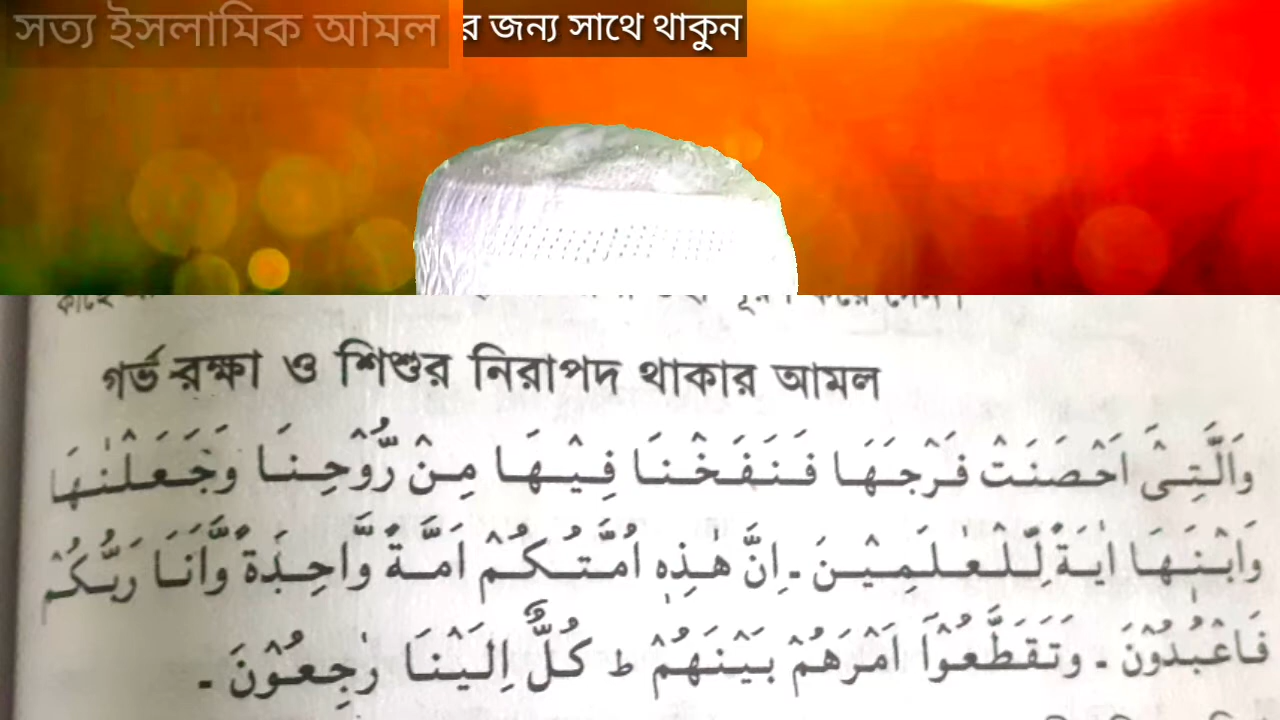 সত্য ইসলামিক আমল র জন্য সাথে থাকুন
গর্ভ রক্ষা ও শিশুর নিরাপদ থাকার আমল
وَالَّتِیْۤ اَحْصَنَتْ فَرْجَهَا فَنَفَخْنَا فِیْهَا مِنْ رُّوْحِنَا وَجَعَلْنٰهَا
وَابْنَهَا اٰیَةً لِّلْعٰلَمِیْنَ ـ اِنَّ هٰذِهٖ اُمَّتُكُمْ اُمَّةً وَّاحِدَةً وَّاَنَا رَبُّكُمْ
فَاعْبُدُوْنَ ـ وَتَقَطَّعُوْۤا اَمْرَهُمْ بَیْنَهُمْ ط كُلٌّ اِلَیْنَا رٰجِعُوْنَ ـ